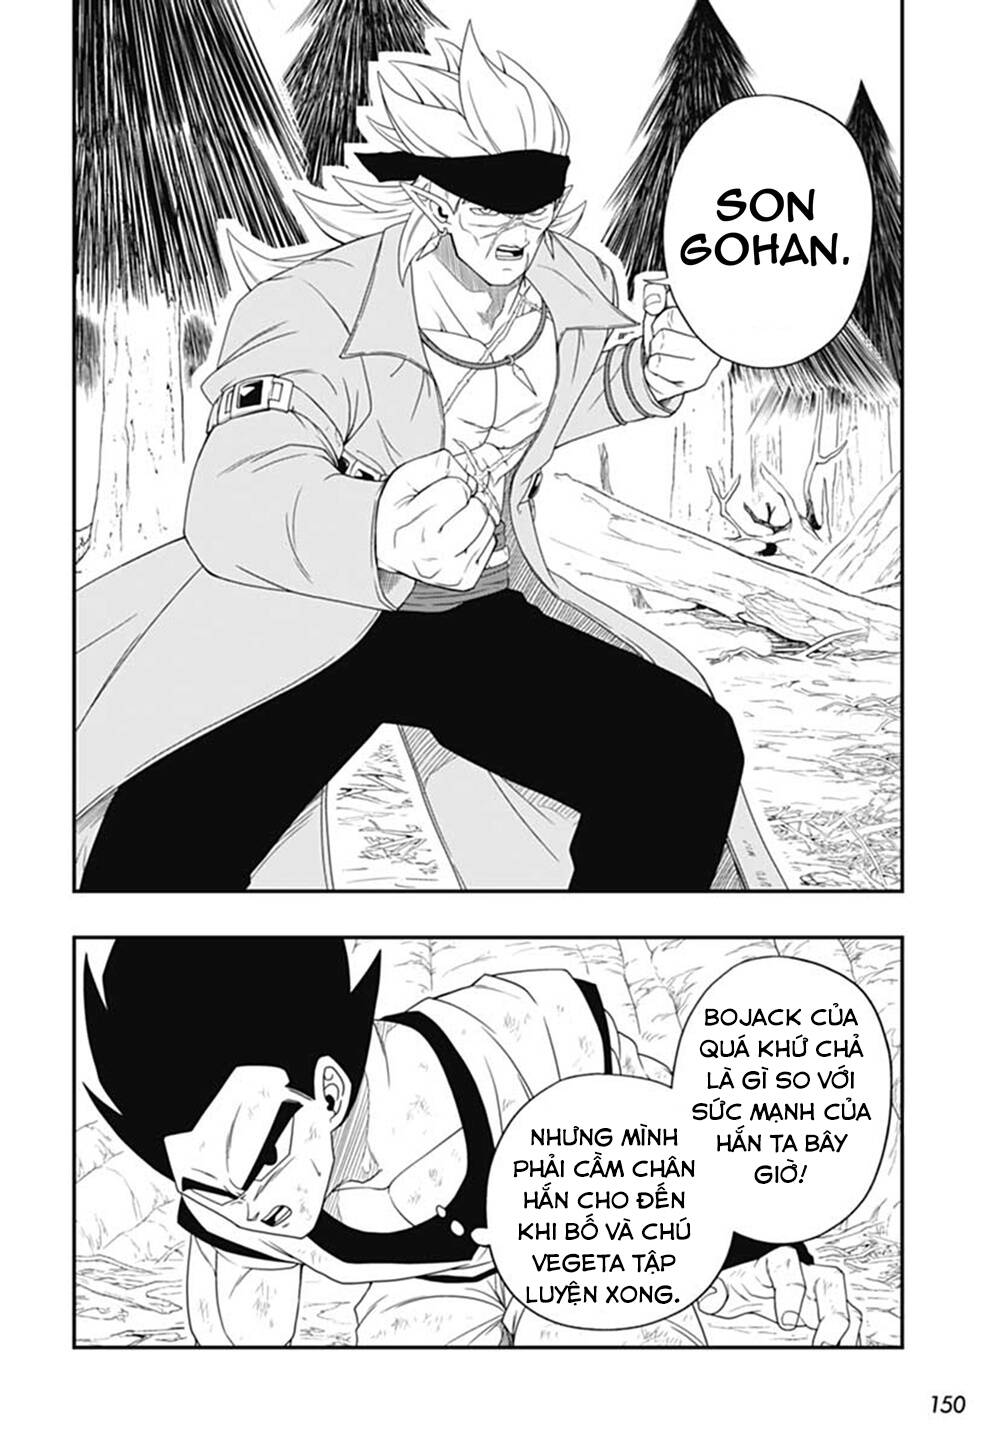 SON
GOHAN.
BOJACK CỦA
QUÁ KHỨ CHẢ
LÀ GÌ SO VỚI
SỨC MẠNH CỦA
HẮN TA BÂY
GIỜ!
NHƯNG MÌNH
PHẢI CẦM CHÂN
HẮN CHO ĐẾN
KHI BỐ VÀ CHÚ
VEGETA TẬP
LUYỆN XONG.
150